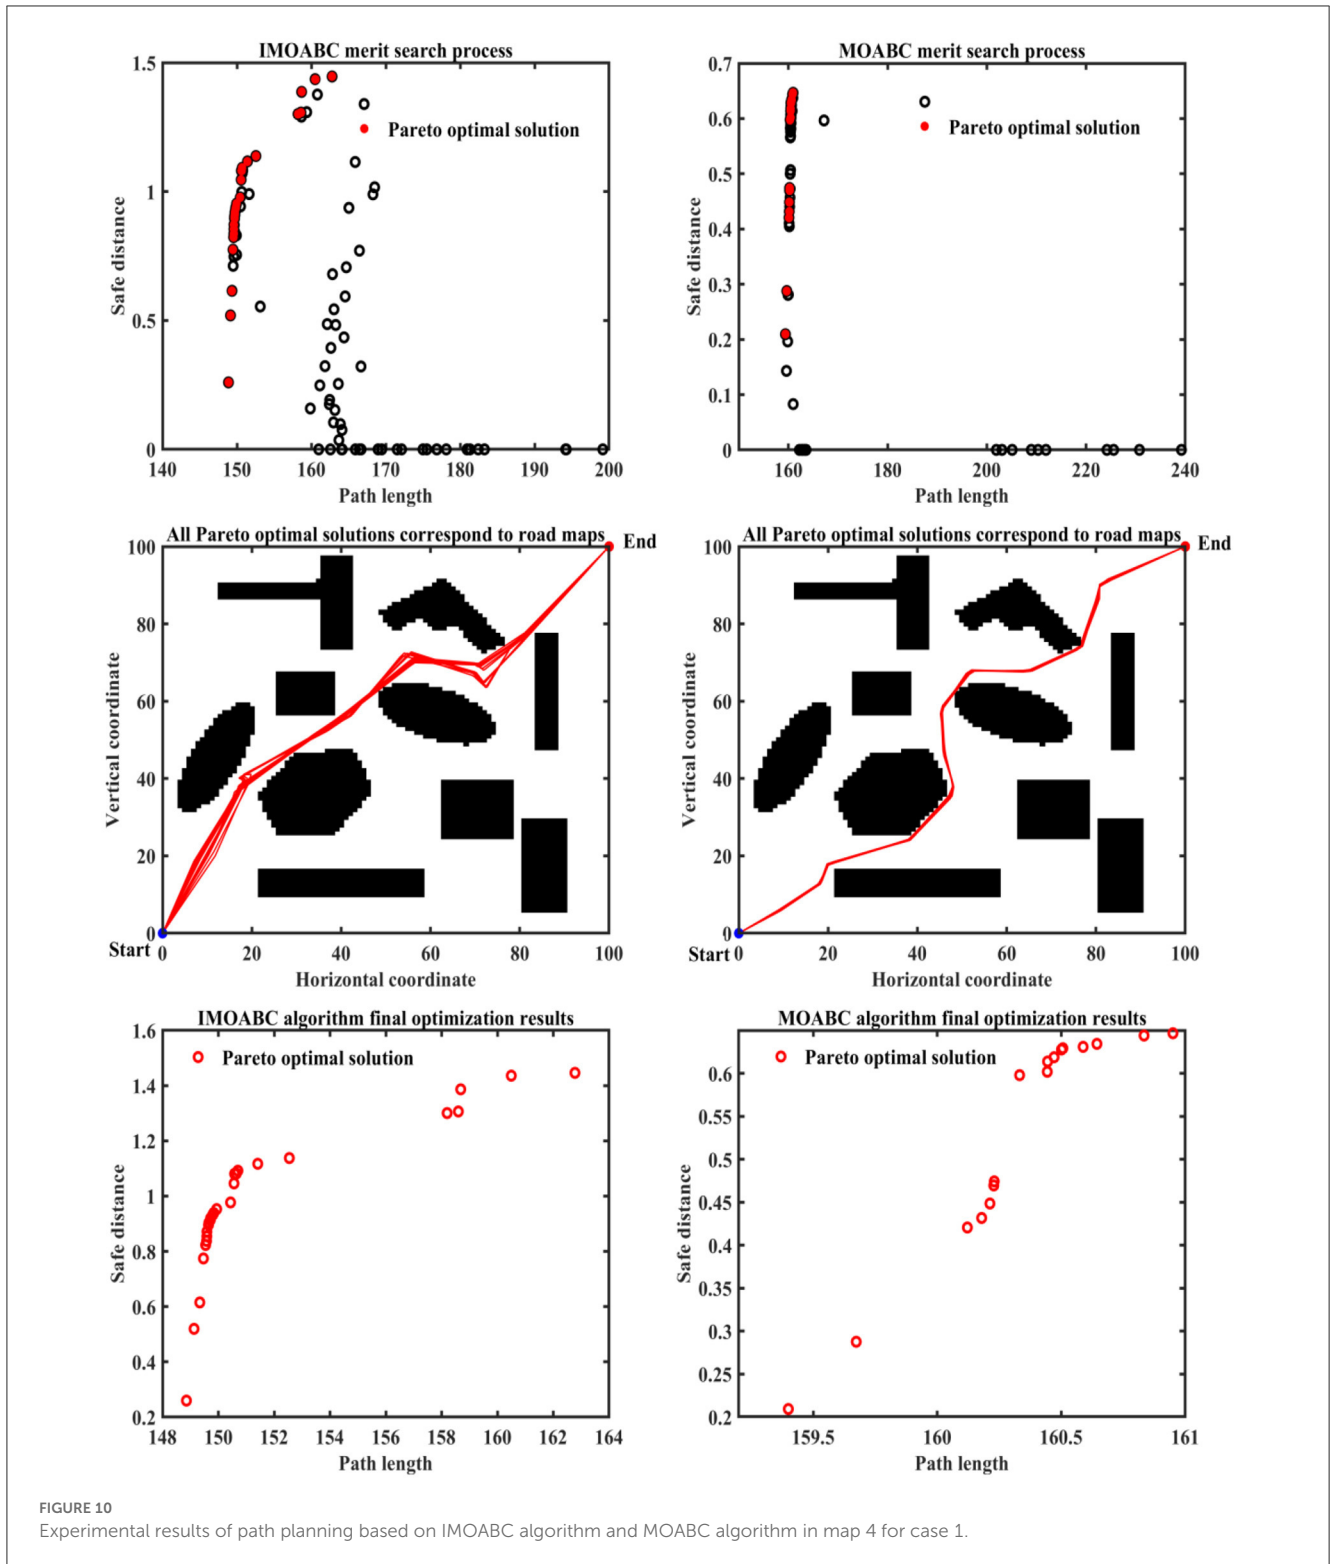 IMOABC merit search process
1.5
1
0.5
0
Safe distance
Pareto optimal solution
140 150 160 170 180 190 200
Path length
MOABC merit search process
0.7
0.6
0.5
0.4
0.3
0.2
0.1
0
Safe distance
Pareto optimal solution
160 180 200 220 240
Path length
All Pareto optimal solutions correspond to road maps
100
80
60
40
20
0
Vertical coordinate
End
Start
20 40 60 80 100
Horizontal coordinate
All Pareto optimal solutions correspond to road maps
100
80
60
40
20
0
Vertical coordinate
End
Start
20 40 60 80 100
Horizontal coordinate
IMOABC algorithm final optimization results
1.6
1.4
1.2
1
0.8
0.6
0.4
0.2
Safe distance
Pareto optimal solution
148 150 152 154 156 158 160 162 164
Path length
MOABC algorithm final optimization results
0.6
0.55
0.5
0.45
0.4
0.35
0.3
0.25
0.2
Safe distance
Pareto optimal solution
159.5 160 160.5 161
Path length
FIGURE 10
Experimental results of path planning based on IMOABC algorithm and MOABC algorithm in map 4 for case 1.